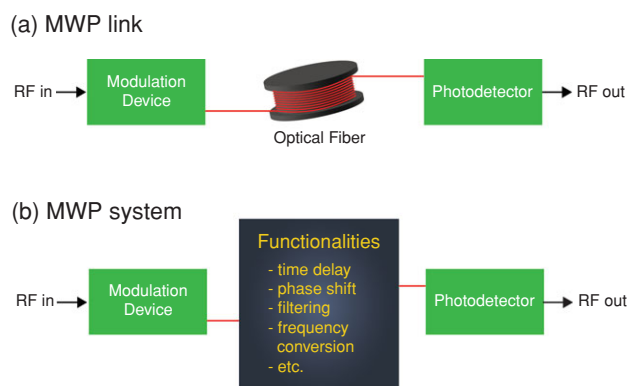 (a) MWP link
RF in
Modulation
Device
Optical Fiber
Photodetector
RF out
(b) MWP system
RF in
Modulation
Device
Functionalities
- time delay
- phase shift
- filtering
- frequency
conversion
- etc.
Photodetector
RF out